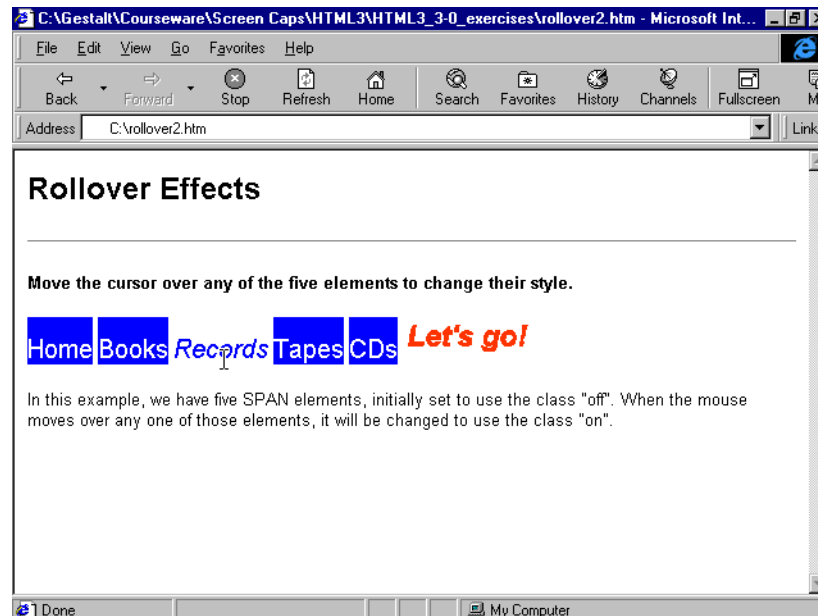 C:\Gestalt\Courseware\Screen Caps\HTML3\HTML3_3-0_exercises\rollover2.htm - Microsoft Int...
File Edit View Go Favorites Help
Back Forward Stop Refresh Home Search Favorites History Channels Fullscreen M
Address C:\rollover2.htm Link
Rollover Effects
Move the cursor over any of the five elements to change their style.
Home Books Records Tapes CDs Let's go!
In this example, we have five SPAN elements, initially set to use the class "off". When the mouse
moves over any one of those elements, it will be changed to use the class "on".
Done My Computer